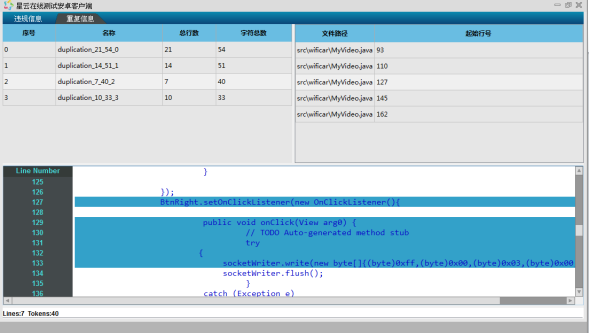 星云在线测试安卓客户端
违规信息 重复信息
序号 名称 总行数 字符总数
0 duplication_21_54_0 21 54
1 duplication_14_51_1 14 51
2 duplication_7_40_2 7 40
3 duplication_10_33_3 10 33
文件路径 起始行号
src\wificar\MyVideo.java 93
src\wificar\MyVideo.java 110
src\wificar\MyVideo.java 127
src\wificar\MyVideo.java 145
src\wificar\MyVideo.java 162
Line Number }
125
126 });
127 BtnRight.setOnClickListener(new OnClickListener(){
128
129 public void onClick(View arg0) {
130 // TODO Auto-generated method stub
131 try
132 {
133 socketWriter.write(new byte[]{(byte)0xff,(byte)0x00,(byte)0x03,(byte)0x00
134 socketWriter.flush();
135 }
136 catch (Exception e)
Lines:7 Tokens:40